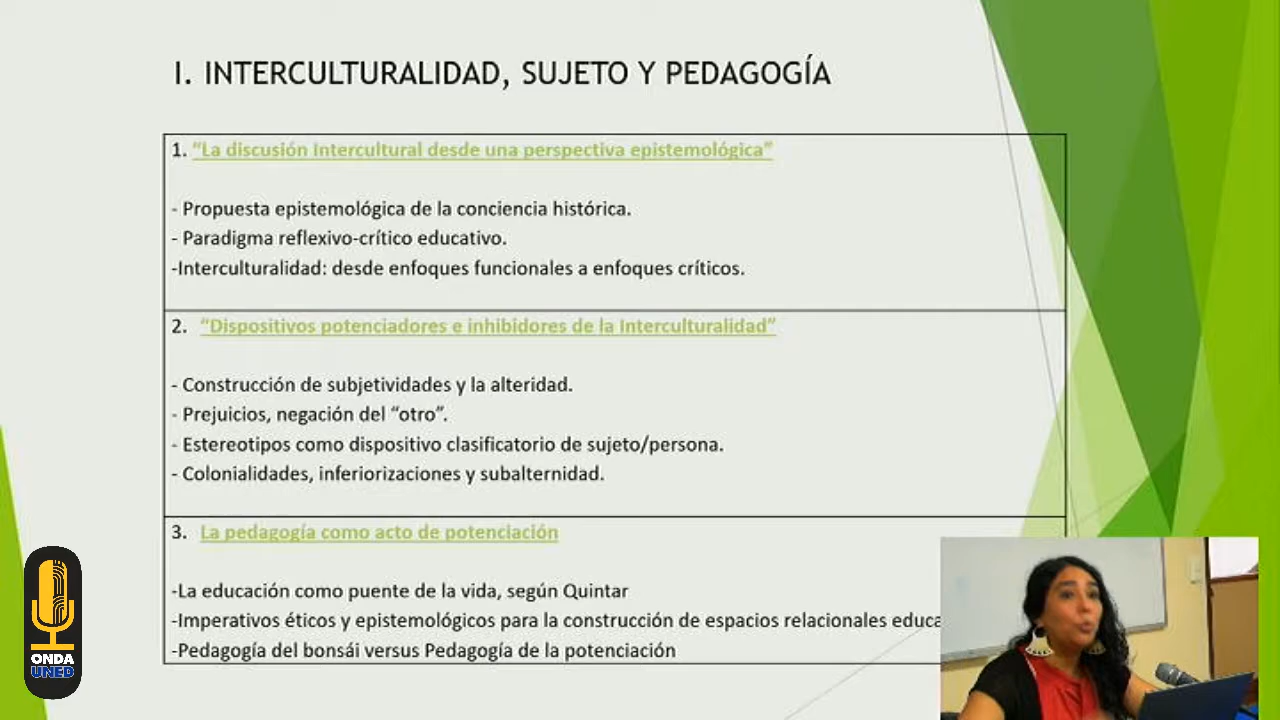 I. INTERCULTURALIDAD, SUJETO Y PEDAGOGÍA
1. “La discusión Intercultural desde una perspectiva epistemológica”
- Propuesta epistemológica de la conciencia histórica.
- Paradigma reflexivo-crítico educativo.
-Interculturalidad: desde enfoques funcionales a enfoques críticos.
2. “Dispositivos potenciadores e inhibidores de la Interculturalidad”
- Construcción de subjetividades y la alteridad.
- Prejuicios, negación del “otro”.
- Estereotipos como dispositivo clasificatorio de sujeto/persona.
- Colonialidades, inferiorizaciones y subalternidad.
3. La pedagogía como acto de potenciación
-La educación como puente de la vida, según Quintar
-Imperativos éticos y epistemológicos para la construcción de espacios relacionales educa
-Pedagogía del bonsái versus Pedagogía de la potenciación
ONDA
UNED